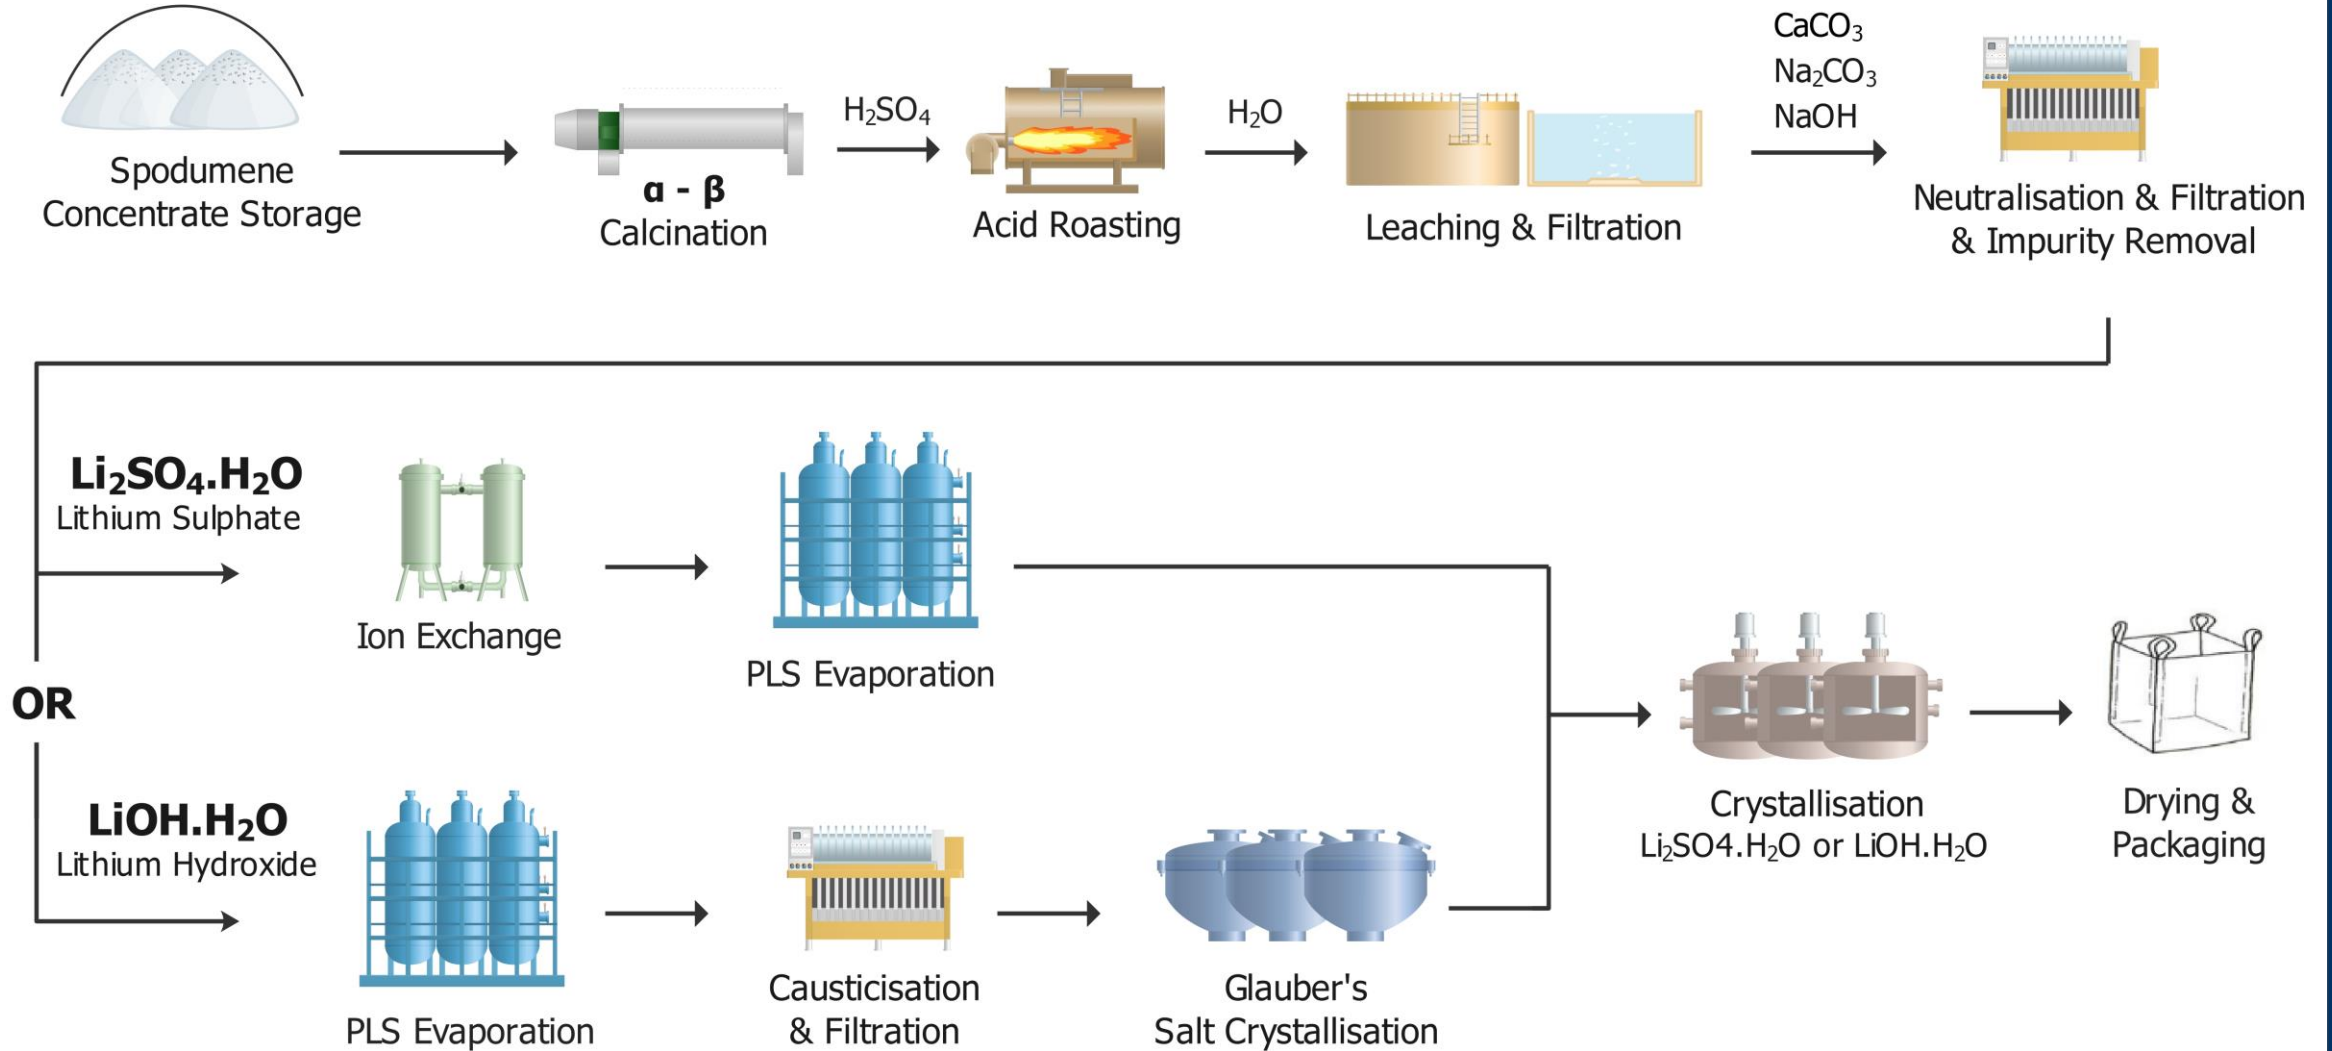 Spodumene
Concentrate Storage
α - β
Calcination
H₂SO₄
Acid Roasting
H₂O
Leaching & Filtration
CaCO₃
Na₂CO₃
NaOH
Neutralisation & Filtration
& Impurity Removal
Li₂SO₄.H₂O
Lithium Sulphate
Ion Exchange
PLS Evaporation
OR
LiOH.H₂O
Lithium Hydroxide
PLS Evaporation
Causticisation
& Filtration
Glauber's
Salt Crystallisation
Crystallisation
Li₂SO4.H₂O or LiOH.H₂O
Drying &
Packaging